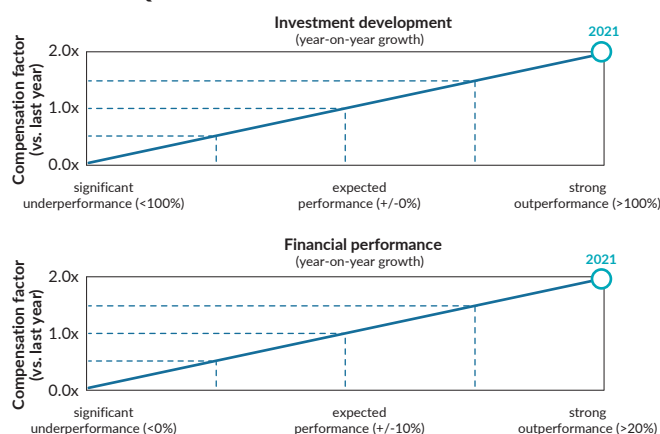 Investment development
(year-on-year growth)
2021
Compensation factor
(vs. last year)
2.0x
1.0x
0.0x
significant
underperformance (<100%)
expected
performance (+/-0%)
strong
outperformance (>100%)
Financial performance
(year-on-year growth)
2021
Compensation factor
(vs. last year)
2.0x
1.0x
0.0x
significant
underperformance (<0%)
expected
performance (+/-10%)
strong
outperformance (>20%)